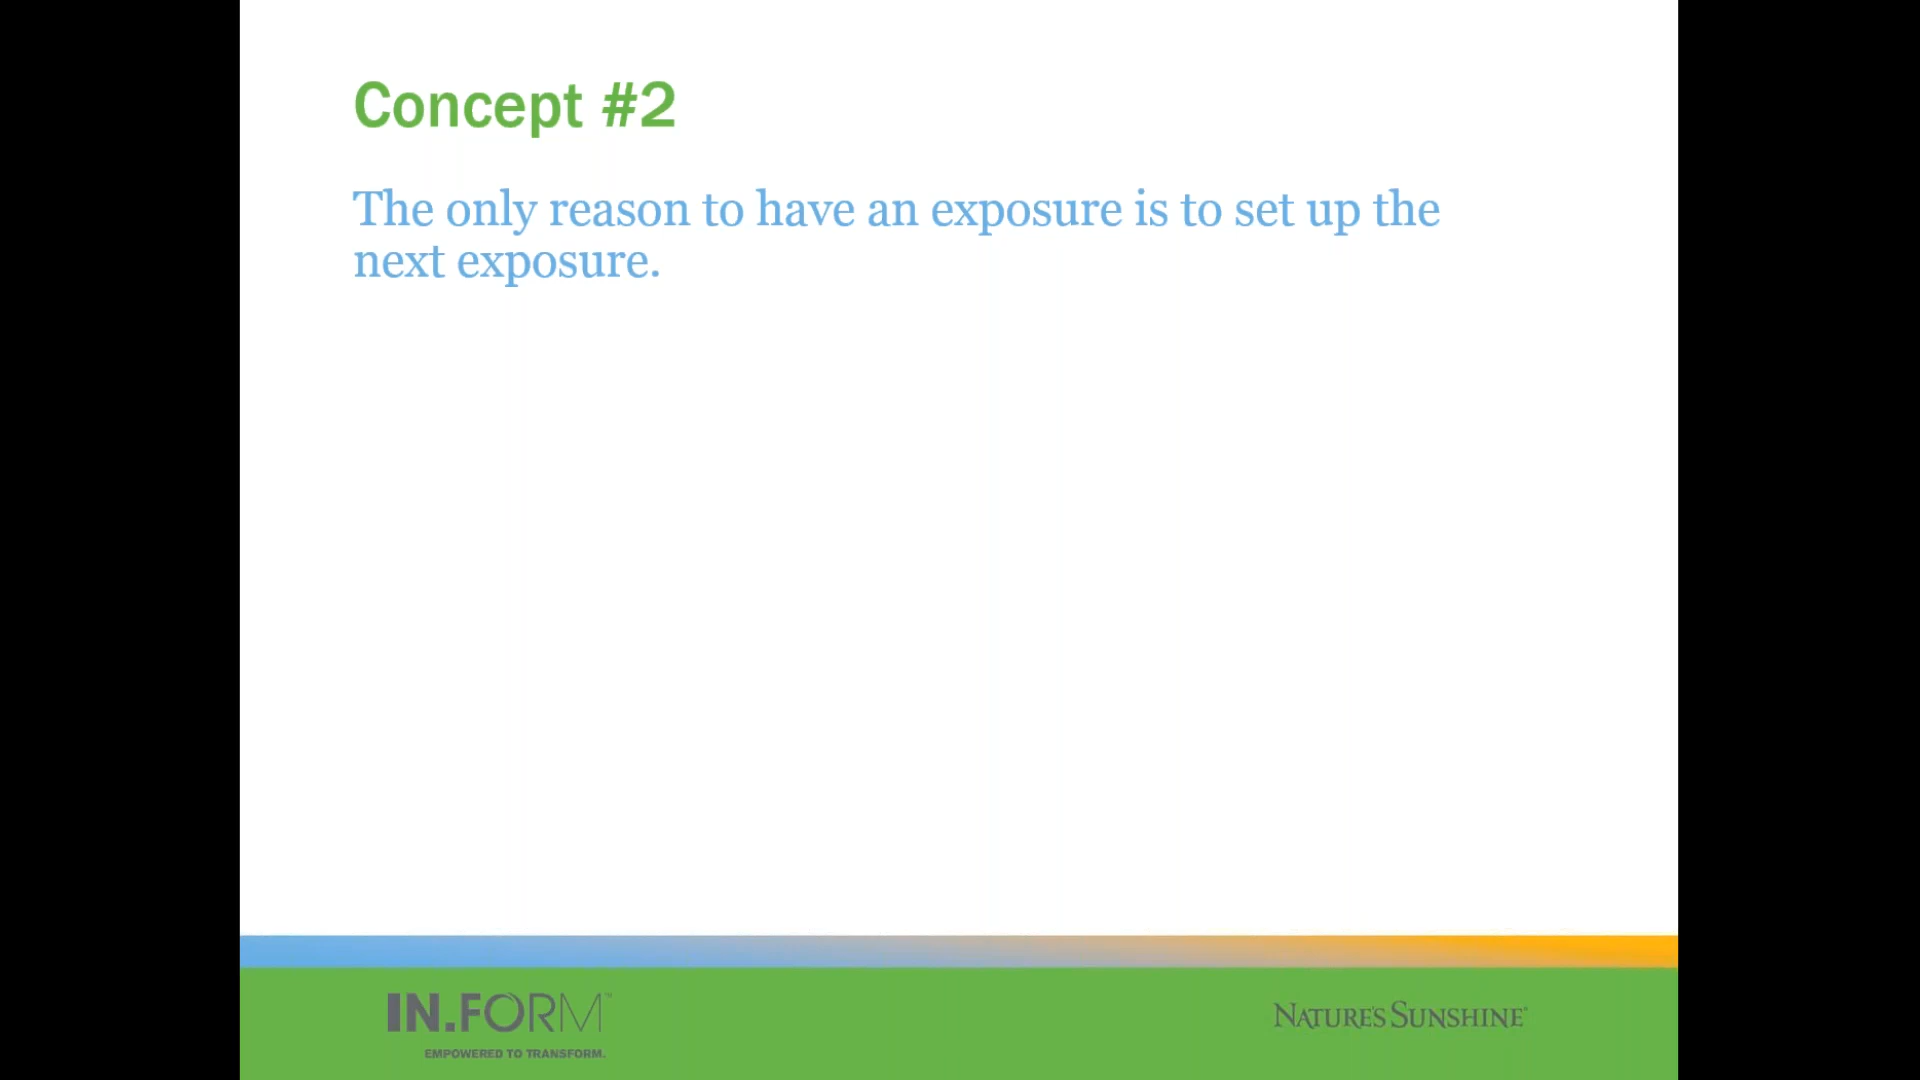 Concept #2
The only reason to have an exposure is to set up the
next exposure.
IN.FORM™
EMPOWERED TO TRANSFORM.
NATURE'S SUNSHINE®